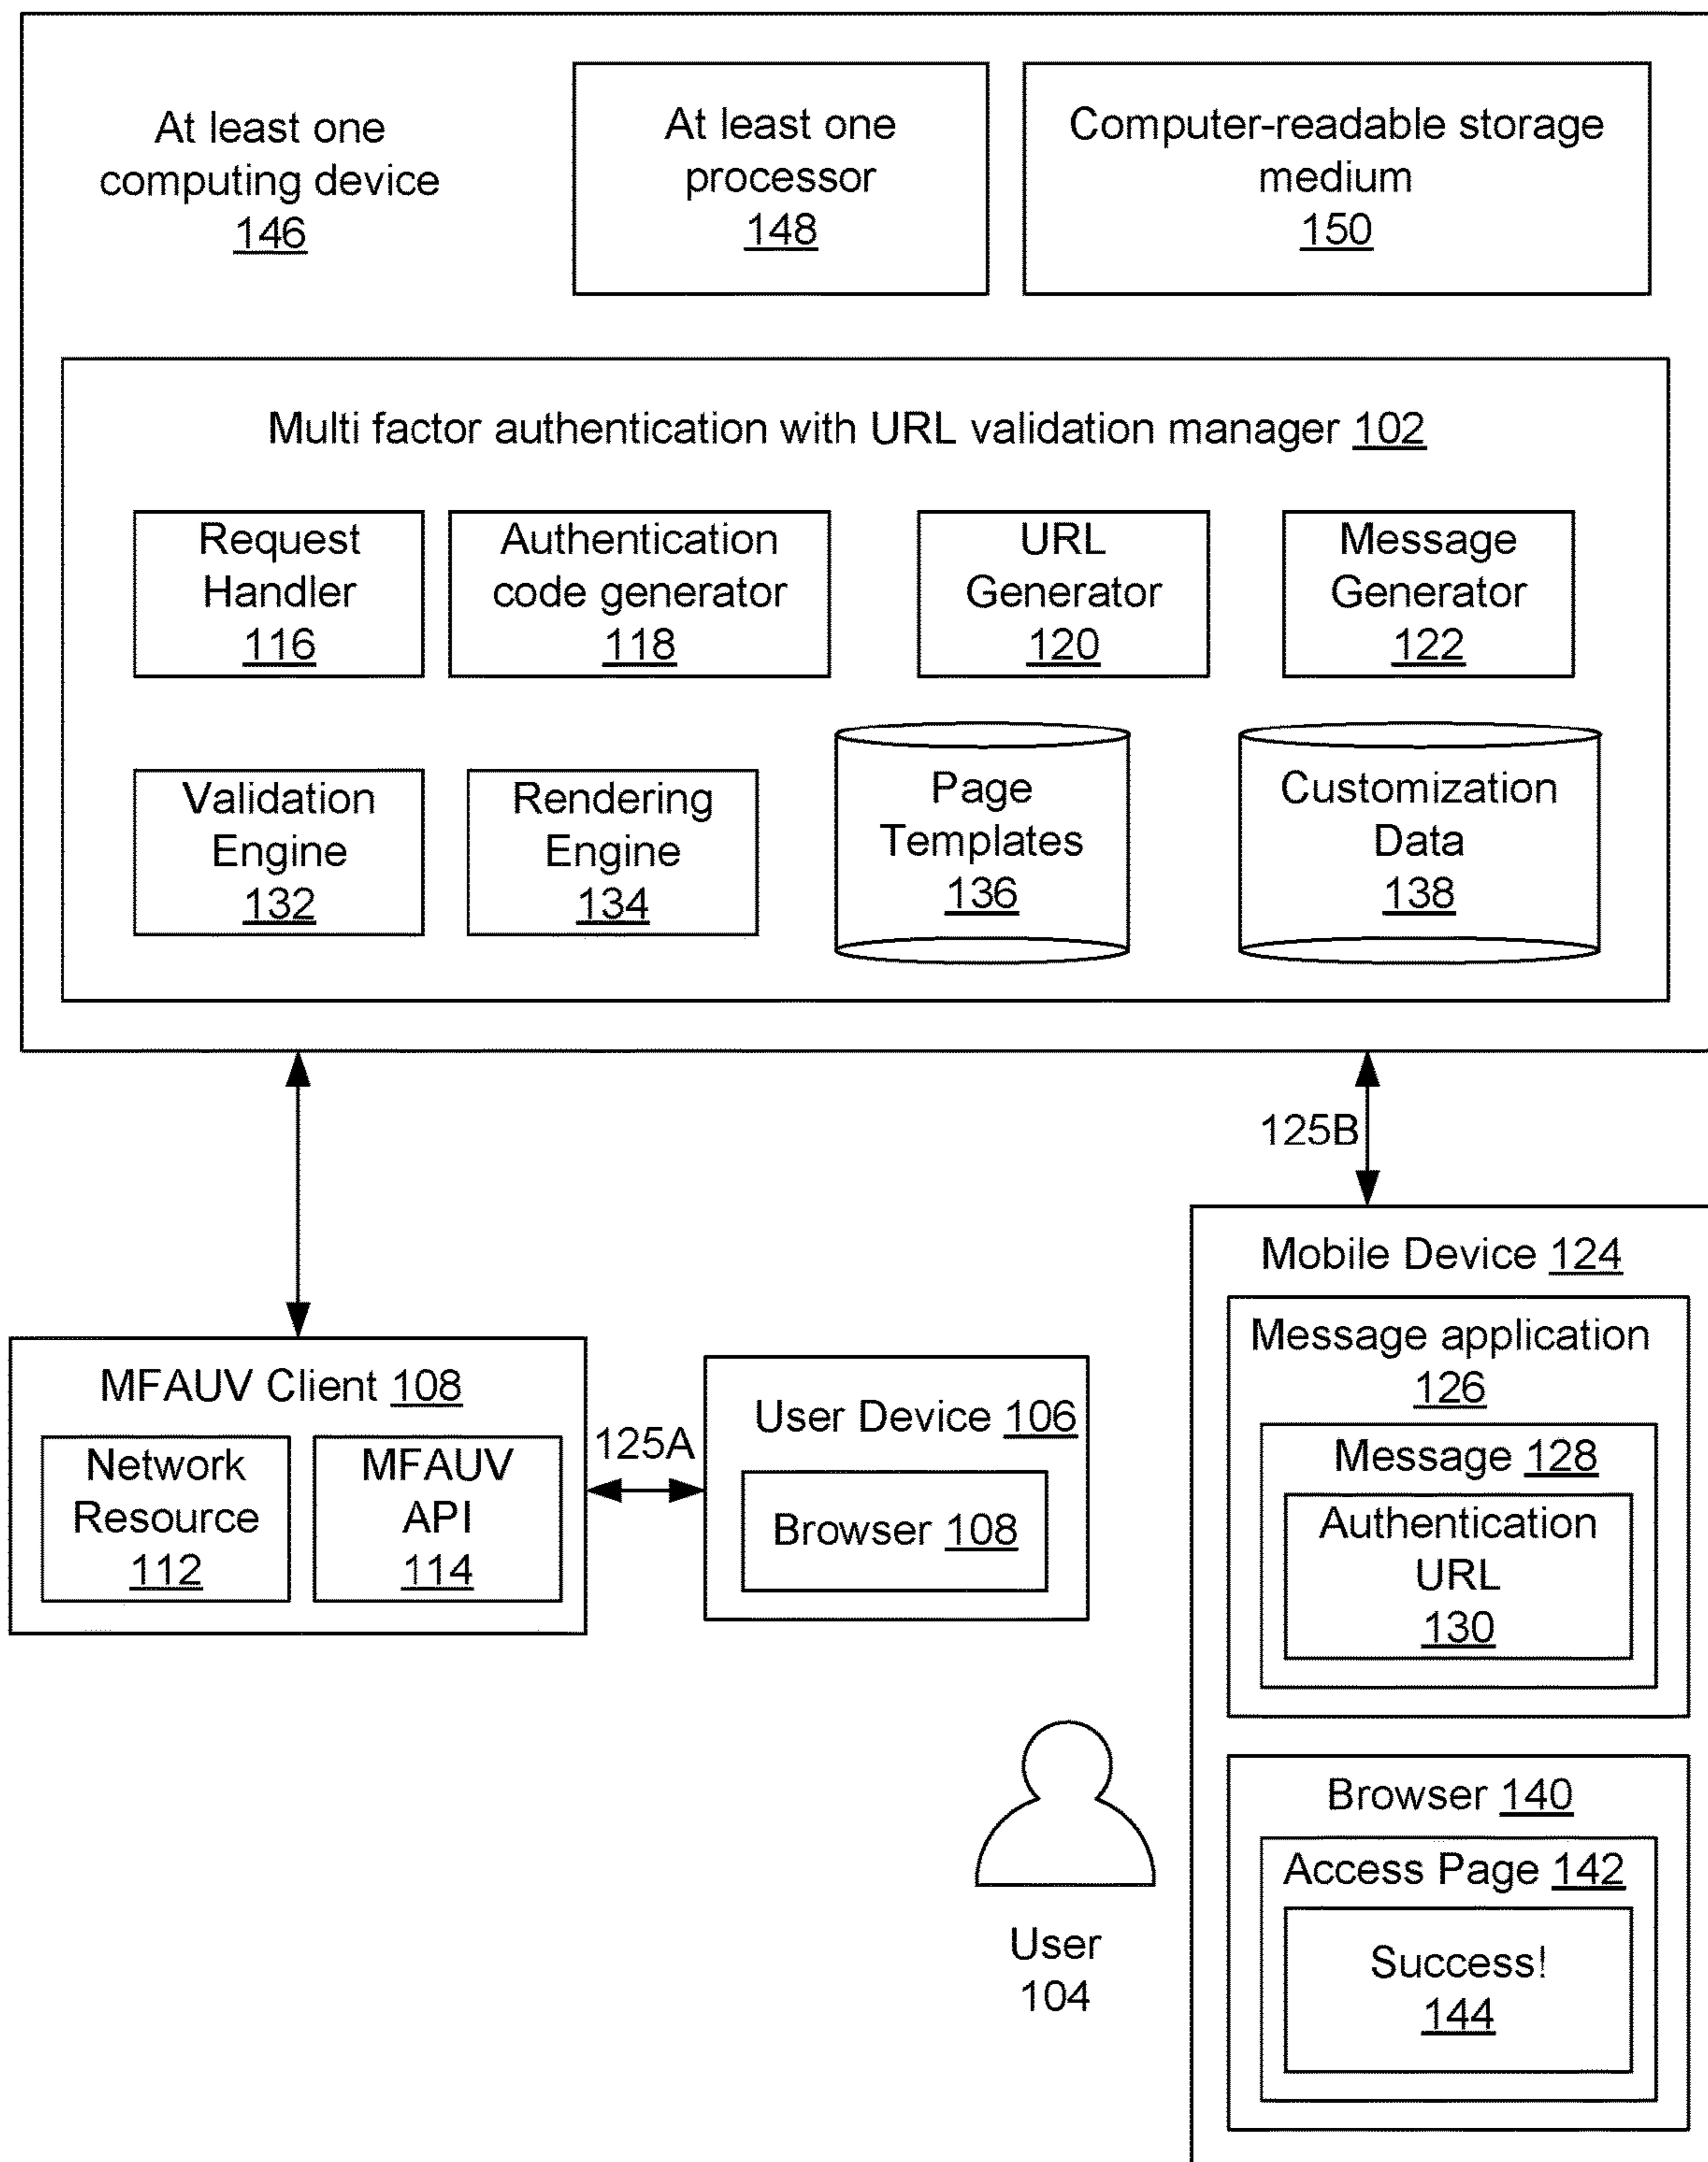 At least one
computing device
146
At least one
processor
148
Computer-readable storage
medium
150
Multi factor authentication with URL validation manager 102
Request
Handler
116
Authentication
code generator
118
URL
Generator
120
Message
Generator
122
Validation
Engine
132
Rendering
Engine
134
Page
Templates
136
Customization
Data
138
125B
MFAUV Client 108
Network
Resource
112
MFAUV
API
114
125A
User Device 106
Browser 108
User
104
Mobile Device 124
Message application
126
Message 128
Authentication
URL
130
Browser 140
Access Page 142
Success!
144